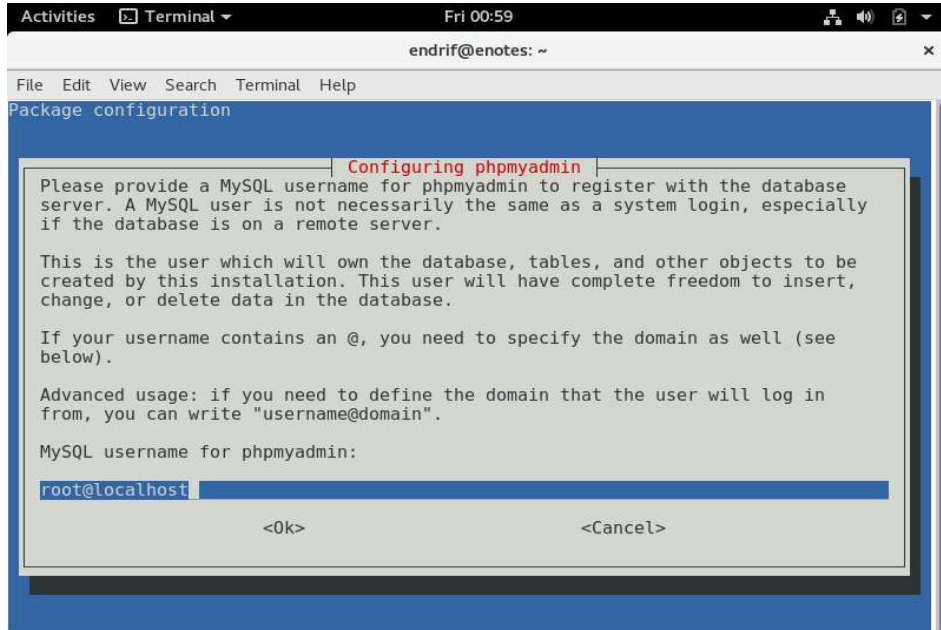 Activities Terminal Fri 00:59
endrif@enotes: ~ ×
File Edit View Search Terminal Help
Package configuration
Configuring phpmyadmin
Please provide a MySQL username for phpmyadmin to register with the database
server. A MySQL user is not necessarily the same as a system login, especially
if the database is on a remote server.
This is the user which will own the database, tables, and other objects to be
created by this installation. This user will have complete freedom to insert,
change, or delete data in the database.
If your username contains an @, you need to specify the domain as well (see
below).
Advanced usage: if you need to define the domain that the user will log in
from, you can write "username@domain".
MySQL username for phpmyadmin:
root@localhost
<Ok> <Cancel>